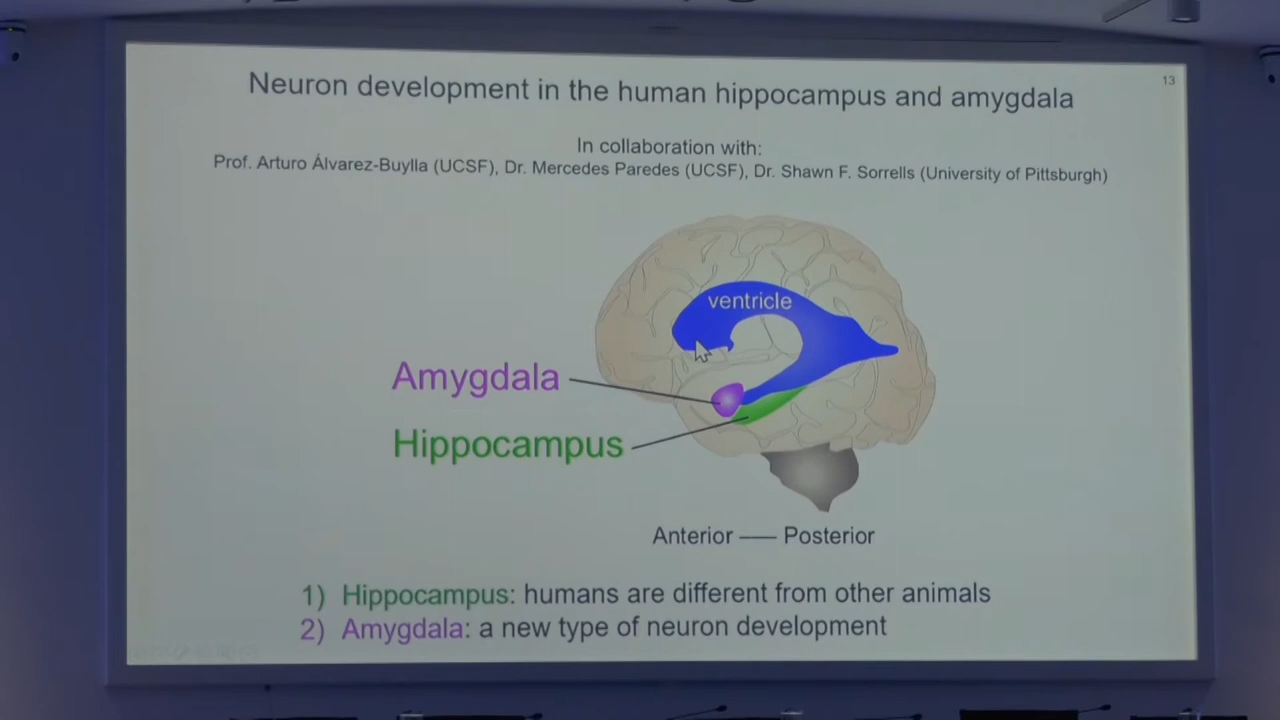 13
Neuron development in the human hippocampus and amygdala
In collaboration with:
Prof. Arturo Álvarez-Buylla (UCSF), Dr. Mercedes Paredes (UCSF), Dr. Shawn F. Sorrells (University of Pittsburgh)
ventricle
Amygdala
Hippocampus
Anterior — Posterior
1) Hippocampus: humans are different from other animals
2) Amygdala: a new type of neuron development